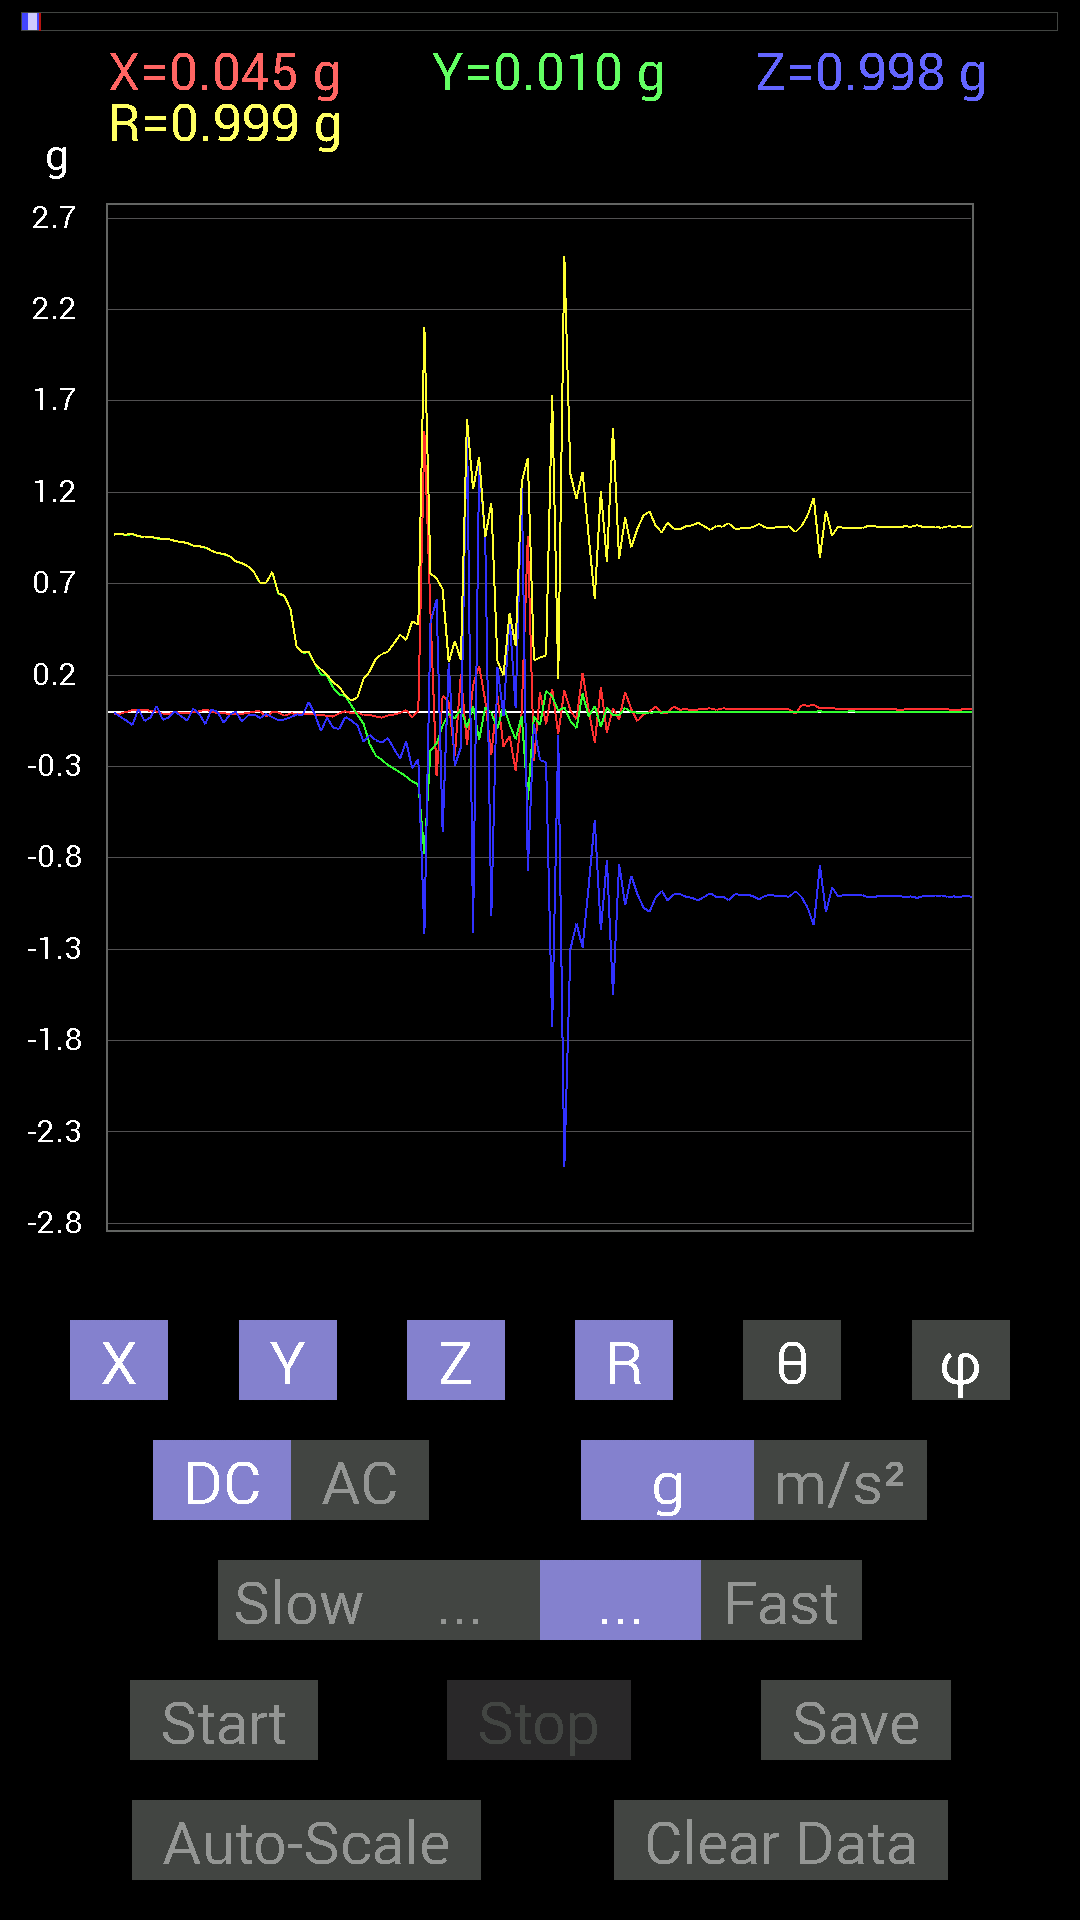 X=0.045 g Y=0.010 g Z=0.998 g
R=0.999 g
g
2.7
2.2
1.7
1.2
0.7
0.2
-0.3
-0.8
-1.3
-1.8
-2.3
-2.8
X Y Z R θ φ
DC AC g m/s²
Slow ... ... Fast
Start Stop Save
Auto-Scale Clear Data